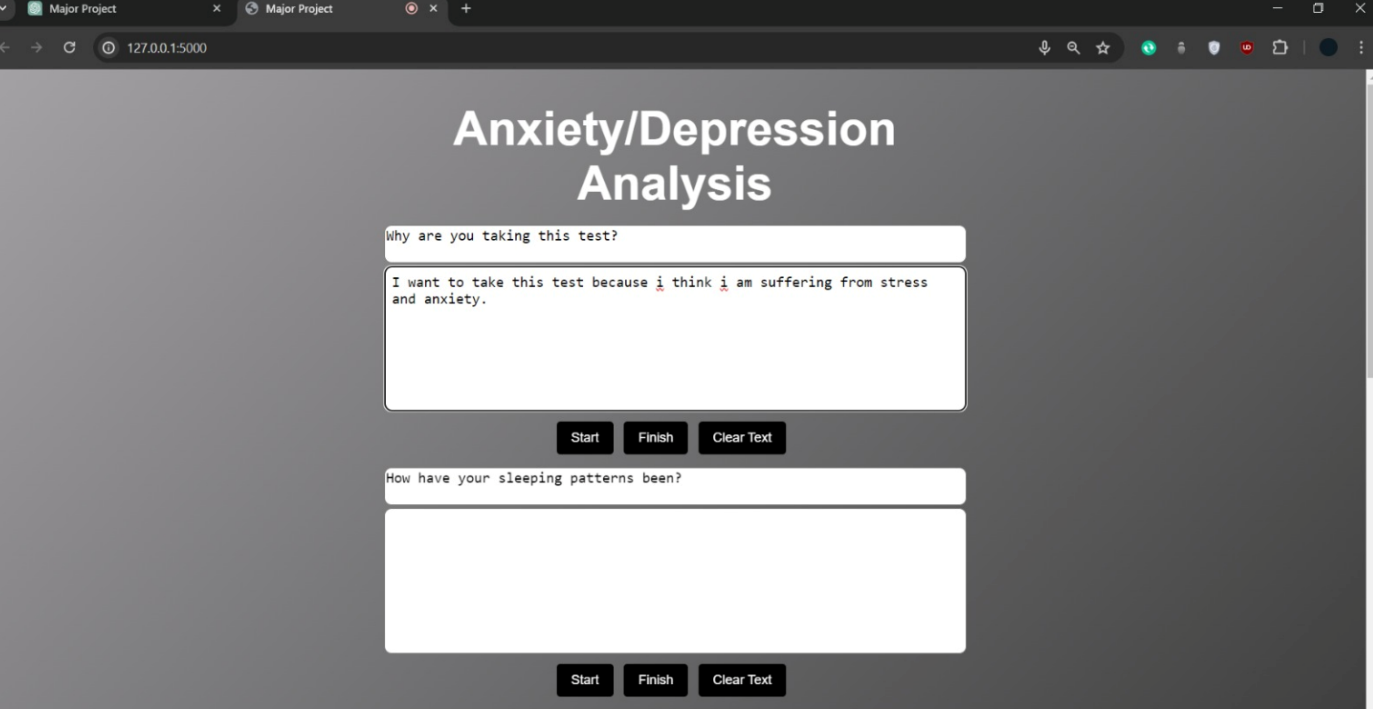 Major Project
Major Project
127.0.0.1:5000
Anxiety/Depression
Analysis
Why are you taking this test?
I want to take this test because i think i am suffering from stress
and anxiety.
Start Finish Clear Text
How have your sleeping patterns been?
Start Finish Clear Text